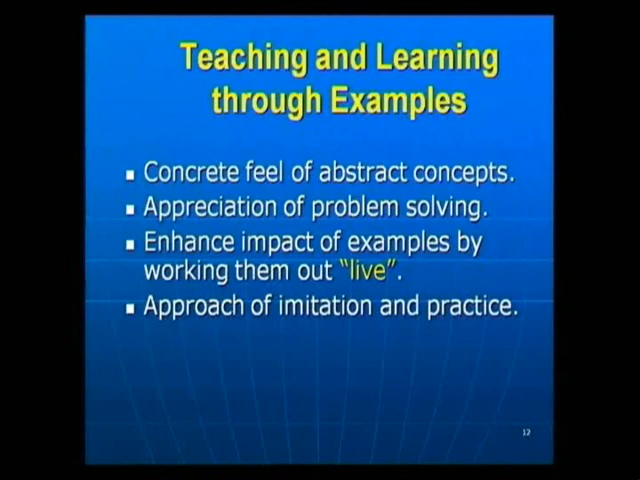 Teaching and Learning
through Examples
▪ Concrete feel of abstract concepts.
▪ Appreciation of problem solving.
▪ Enhance impact of examples by
working them out “live”.
▪ Approach of imitation and practice.
12